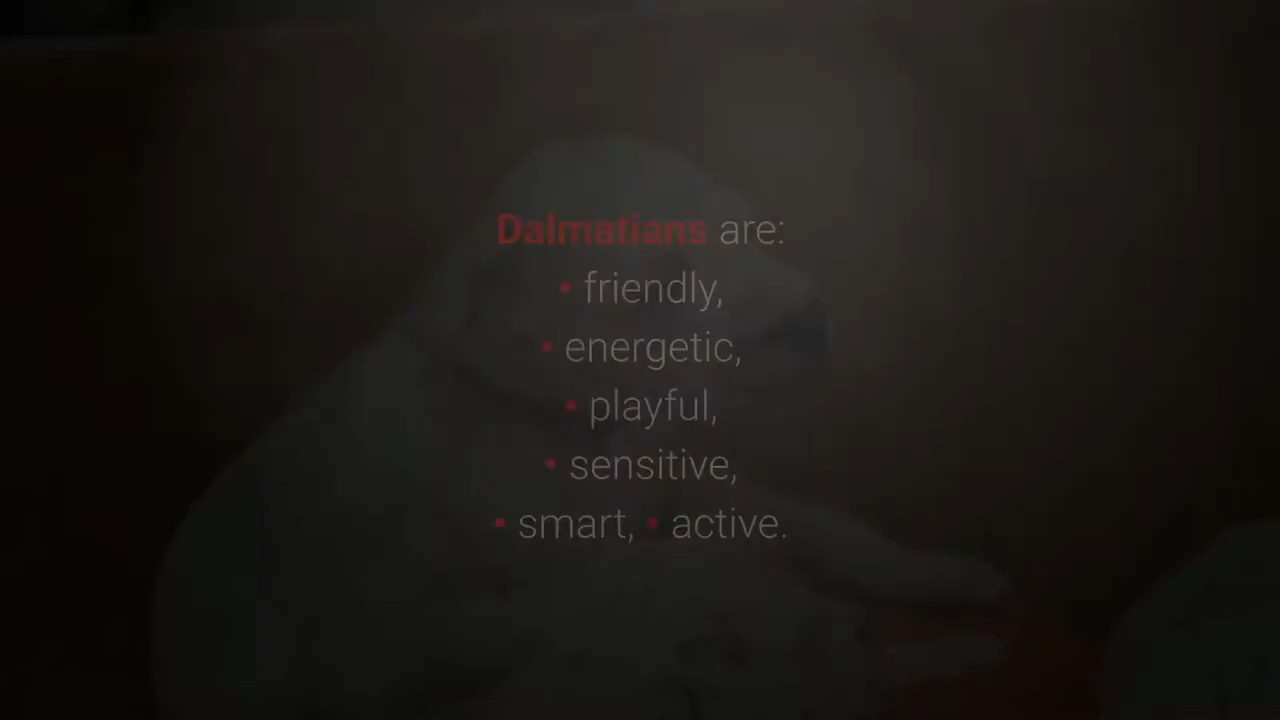 Dalmatians are:
• friendly,
• energetic,
• playful,
• sensitive,
• smart, • active.